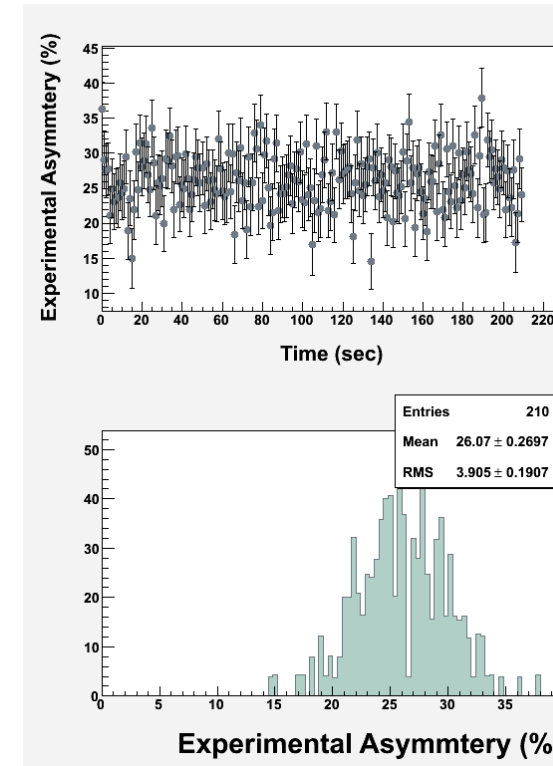 Experimental Asymmtery (%)
45
40
35
30
25
20
15
10
0 20 40 60 80 100 120 140 160 180 200 220
Time (sec)
Entries 210
Mean 26.07 ± 0.2697
RMS 3.905 ± 0.1907
50
40
30
20
10
0
0 5 10 15 20 25 30 35
Experimental Asymmtery (%